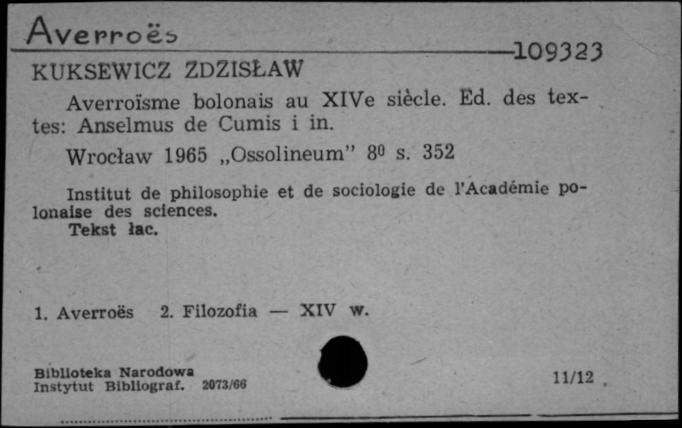 Averroës
109323
KUKSEWICZ ZDZISŁAW
Averroïsme bolonais au XIVe siècle. Ed. des tex-
tes: Anselmus de Cumis i in.
Wrocław 1965 „Ossolineum” 8⁰ s. 352
Institut de philosophie et de sociologie de l'Académie po-
lonaise des sciences.
Tekst łac.
1. Averroës 2. Filozofia — XIV w.
Biblioteka Narodowa
Instytut Bibliograf. 2073/66
11/12